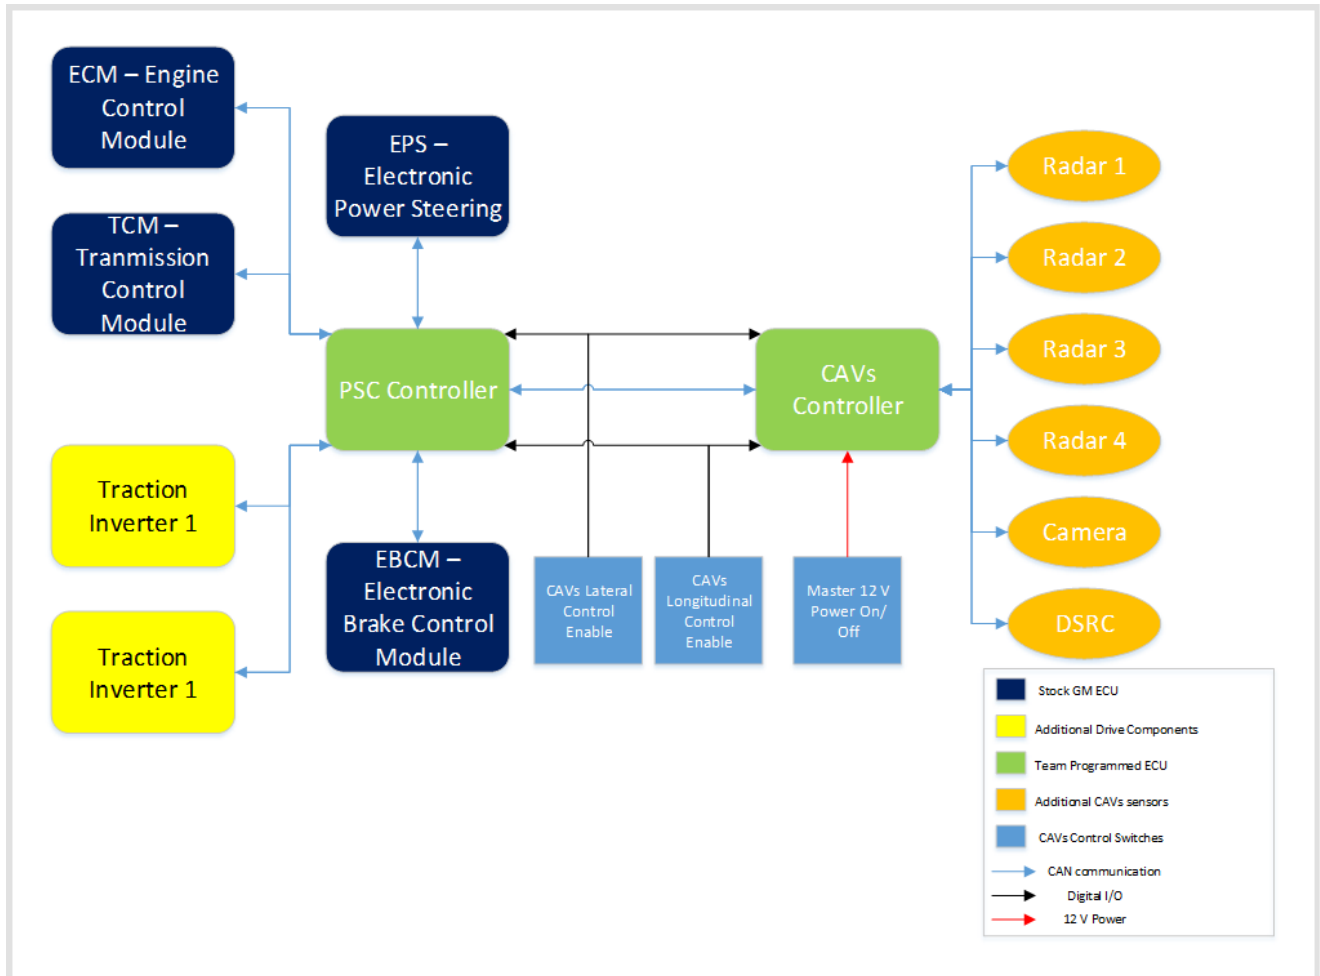 ECM – Engine
Control
Module
EPS –
Electronic
Power Steering
TCM –
Tranmission
Control
Module
PSC Controller
CAVs
Controller
Traction
Inverter 1
Traction
Inverter 1
EBCM –
Electronic
Brake Control
Module
CAVs Lateral
Control
Enable
CAVs
Longitudinal
Control
Enable
Master 12 V
Power On/
Off
Radar 1
Radar 2
Radar 3
Radar 4
Camera
DSRC
Stock GM ECU
Additional Drive Components
Team Programmed ECU
Additional CAVs sensors
CAVs Control Switches
CAN communication
Digital I/O
12 V Power